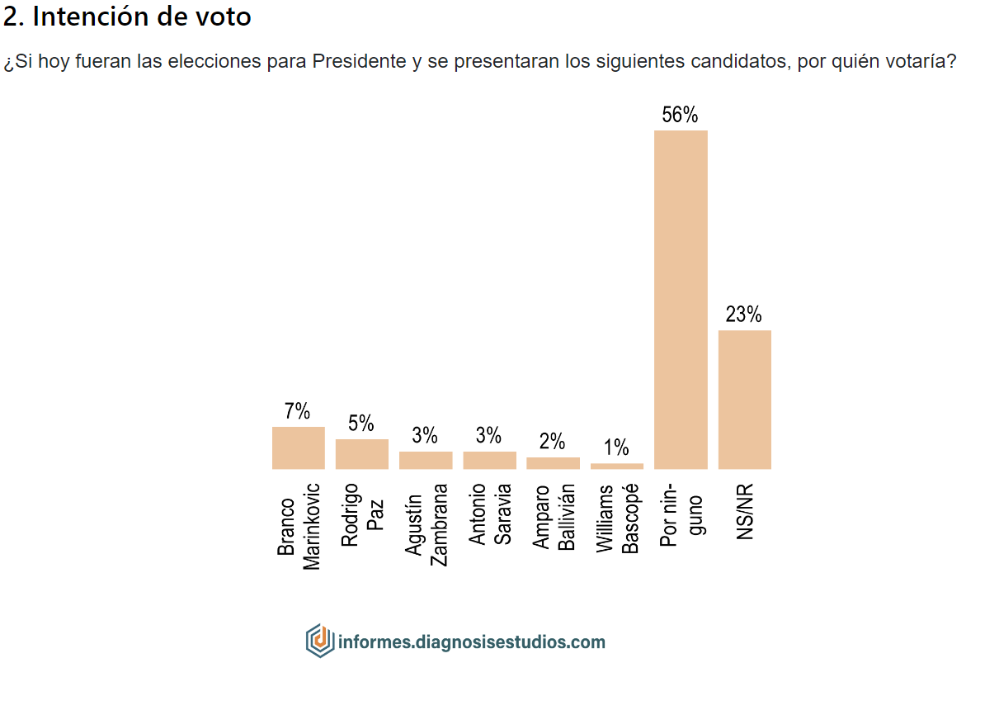 2. Intención de voto
¿Si hoy fueran las elecciones para Presidente y se presentaran los siguientes candidatos, por quién votaría?
56%
23%
7%
5%
3%
3%
2%
1%
Branco
Marinkovic
Rodrigo
Paz
Agustín
Zambrana
Antonio
Saravia
Amparo
Ballivián
Williams
Bascopé
Por nin-
guno
NS/NR
informes.diagnosisestudios.com